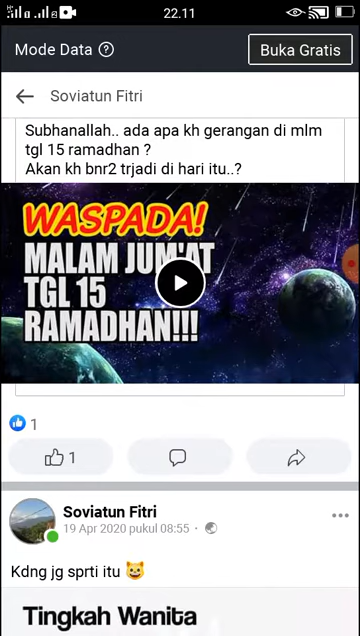 22.11
Mode Data
Buka Gratis
Soviatun Fitri
Subhanallah.. ada apa kh gerangan di mlm
tgl 15 ramadhan ?
Akan kh bnr2 trjadi di hari itu..?
WASPADA!
MALAM JUM'AT
TGL 15
RAMADHAN!!!
1
1
Soviatun Fitri
19 Apr 2020 pukul 08:55 ·
Kdng jg sprti itu 😺
Tingkah Wanita